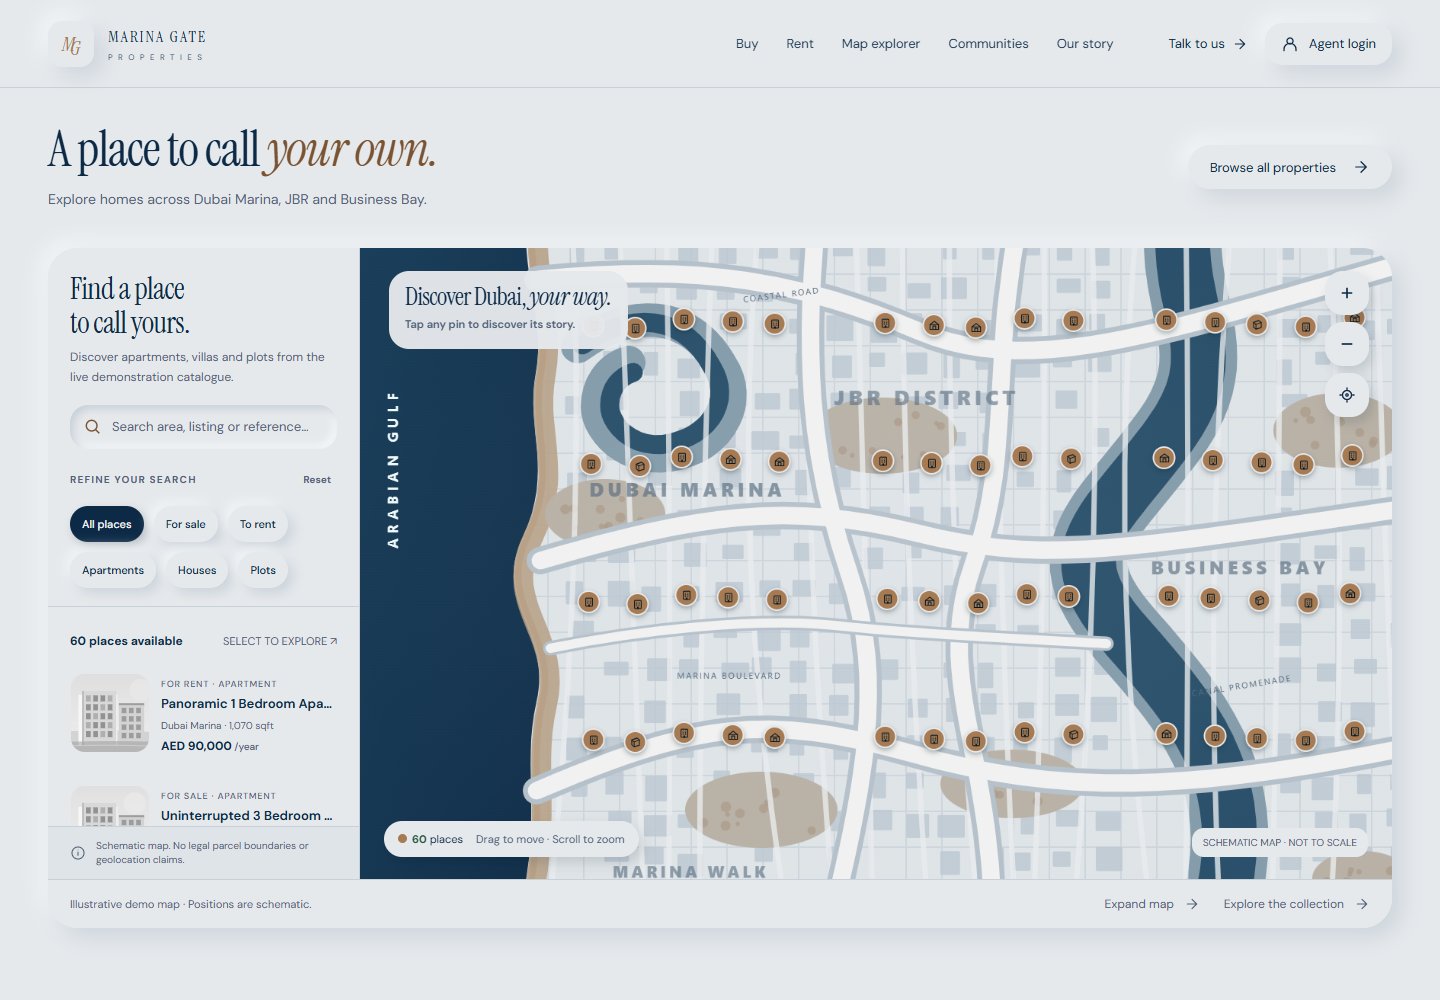 MG
MARINA GATE
PROPERTIES
Buy
Rent
Map explorer
Communities
Our story
Talk to us
Agent login
A place to call your own.
Explore homes across Dubai Marina, JBR and Business Bay.
Browse all properties
Find a place
to call yours.
Discover apartments, villas and plots from the
live demonstration catalogue.
Search area, listing or reference...
REFINE YOUR SEARCH
Reset
All places
For sale
To rent
Apartments
Houses
Plots
60 places available
SELECT TO EXPLORE
FOR RENT · APARTMENT
Panoramic 1 Bedroom Apa...
Dubai Marina · 1,070 sqft
AED 90,000 /year
FOR SALE · APARTMENT
Uninterrupted 3 Bedroom ...
Schematic map. No legal parcel boundaries or
geolocation claims.
Discover Dubai, your way.
Tap any pin to discover its story.
COASTAL ROAD
ARABIAN GULF
JBR DISTRICT
DUBAI MARINA
BUSINESS BAY
MARINA BOULEVARD
CANAL PROMENADE
MARINA WALK
60 places
Drag to move · Scroll to zoom
SCHEMATIC MAP · NOT TO SCALE
Illustrative demo map · Positions are schematic.
Expand map
Explore the collection